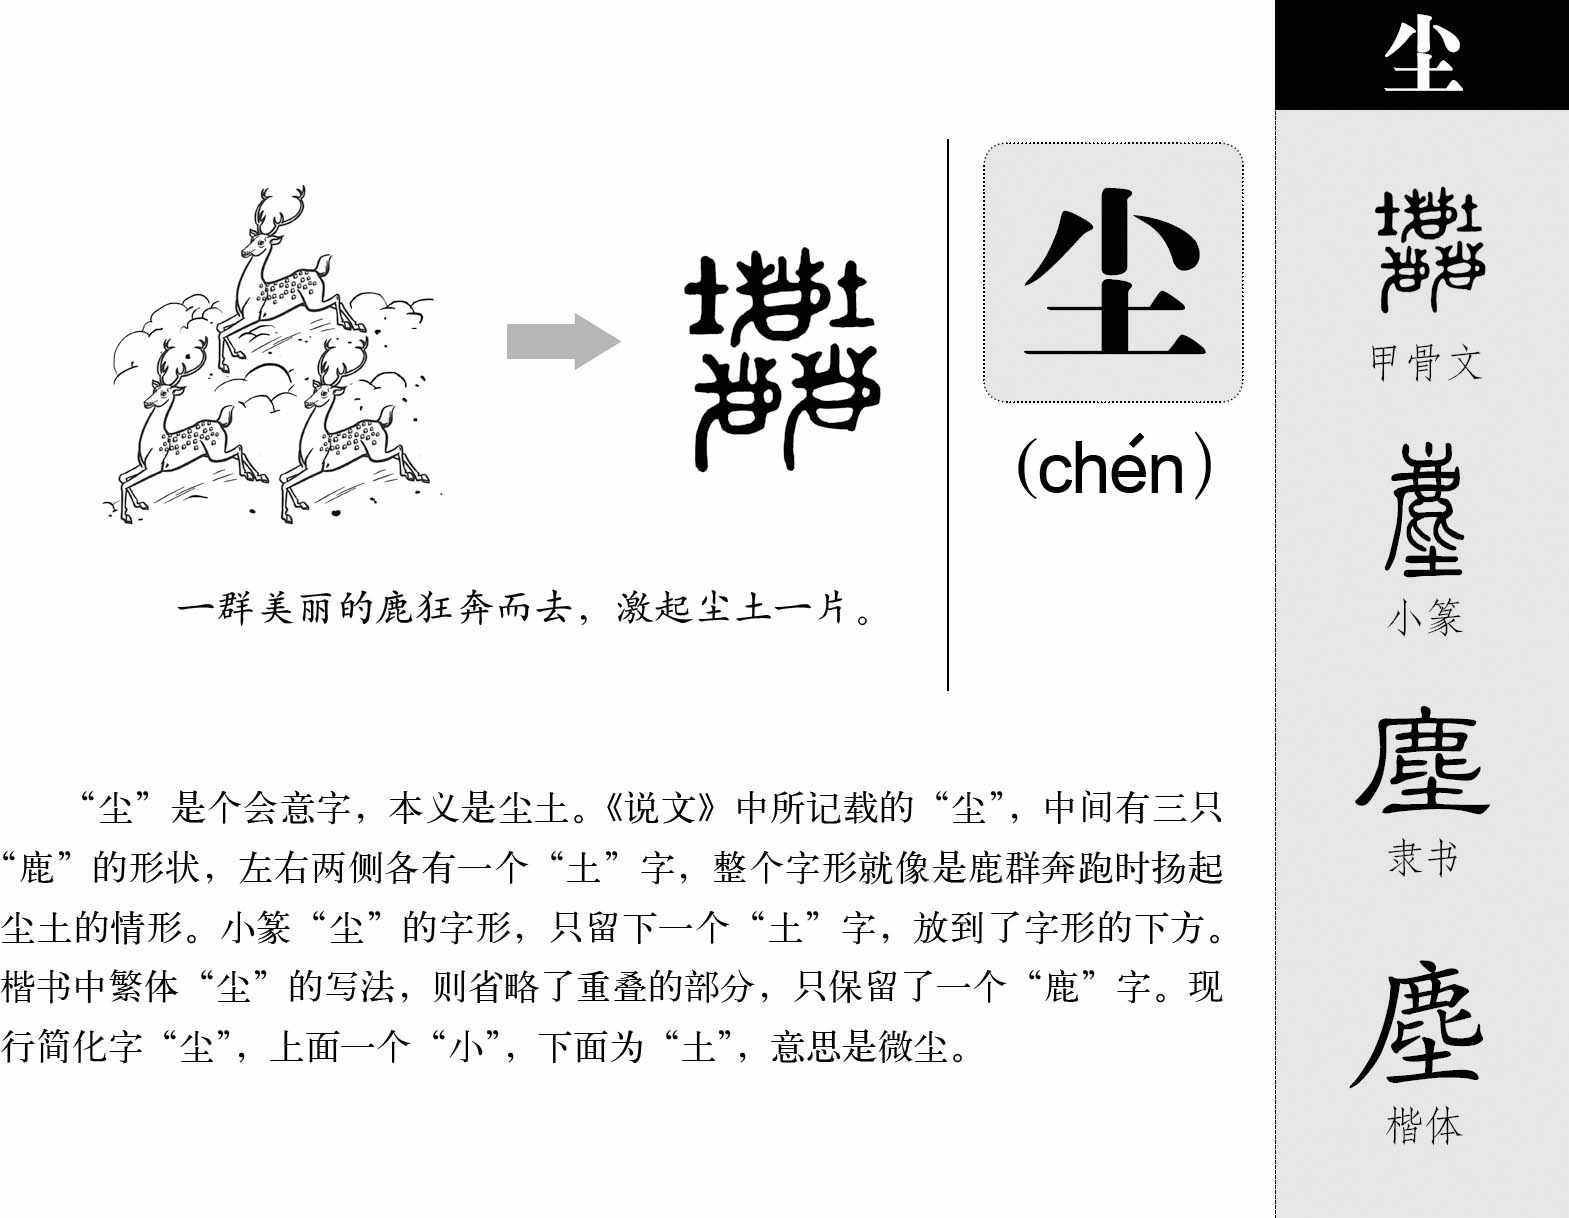 尘
尘
(chén)
一群美丽的鹿狂奔而去，激起尘土一片。
“尘”是个会意字，本义是尘土。《说文》中所记载的“尘”，中间有三只
“鹿”的形状，左右两侧各有一个“土”字，整个字形就像是鹿群奔跑时扬起
尘土的情形。小篆“尘”的字形，只留下一个“土”字，放到了字形的下方。
楷书中繁体“尘”的写法，则省略了重叠的部分，只保留了一个“鹿”字。现
行简化字“尘”，上面一个“小”，下面为“土”，意思是微尘。
甲骨文
小篆
塵
隶书
塵
楷体